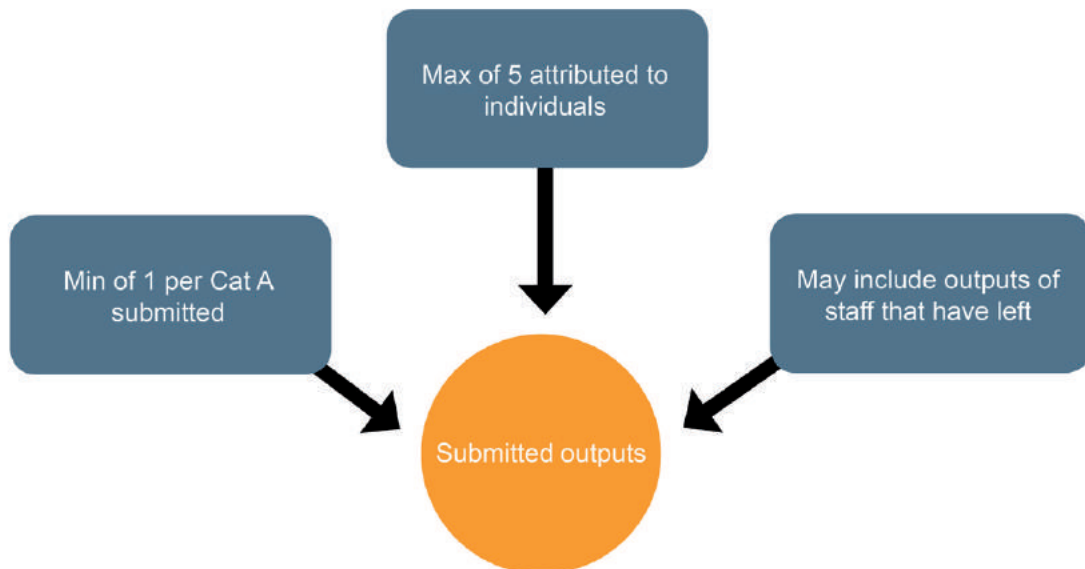 Max of 5 attributed to
individuals
Min of 1 per Cat A
submitted
May include outputs of
staff that have left
Submitted outputs